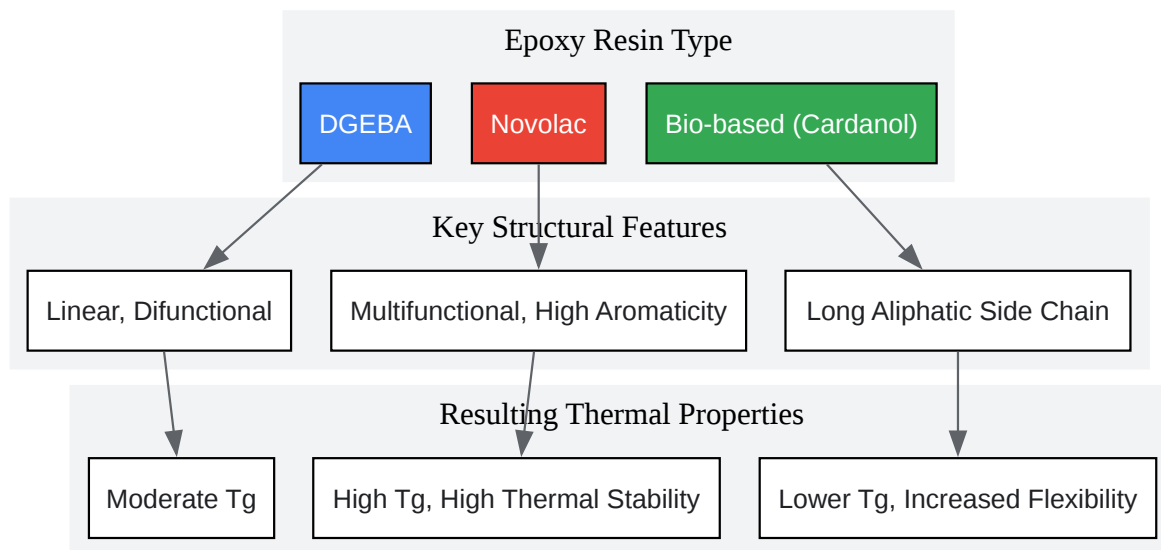 Epoxy Resin Type
DGEBA
Novolac
Bio-based (Cardanol)
Key Structural Features
Linear, Difunctional
Multifunctional, High Aromaticity
Long Aliphatic Side Chain
Resulting Thermal Properties
Moderate Tg
High Tg, High Thermal Stability
Lower Tg, Increased Flexibility